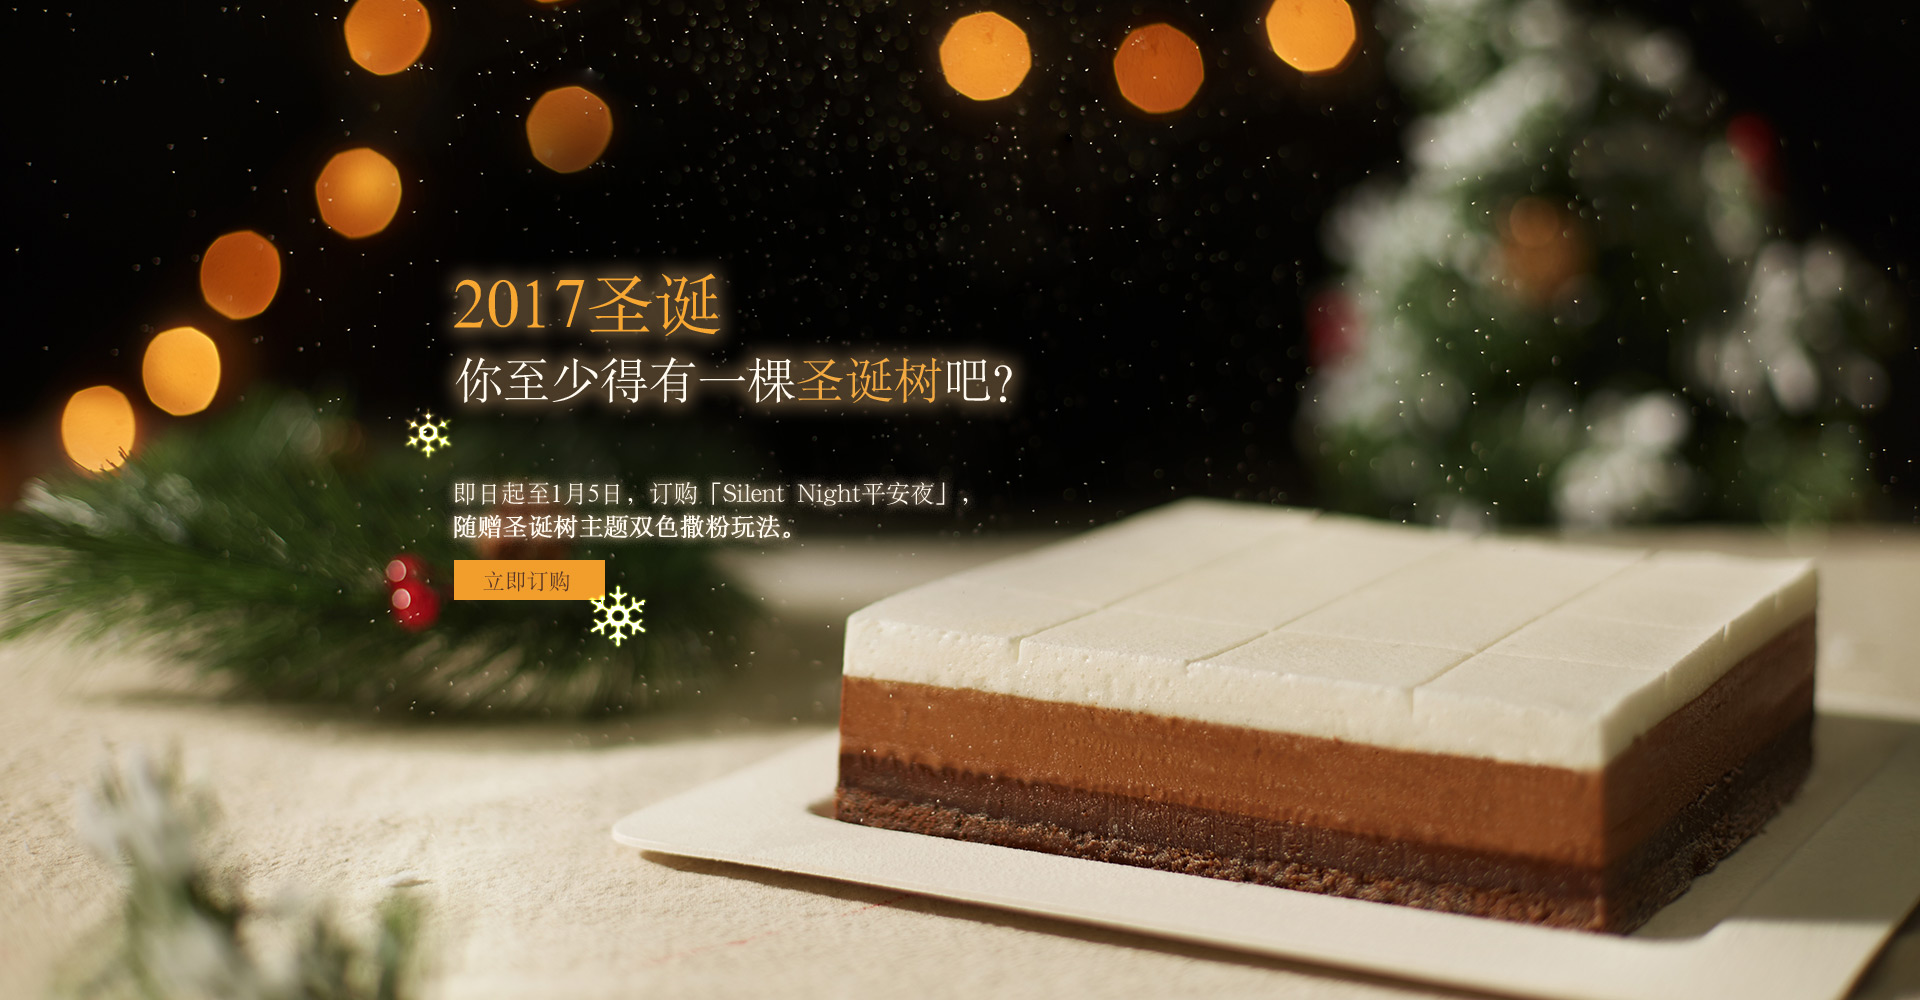 2017圣诞
你至少得有一棵圣诞树吧?
即日起至1月5日，订购「Silent Night平安夜」，
随赠圣诞树主题双色撒粉玩法。
立即订购